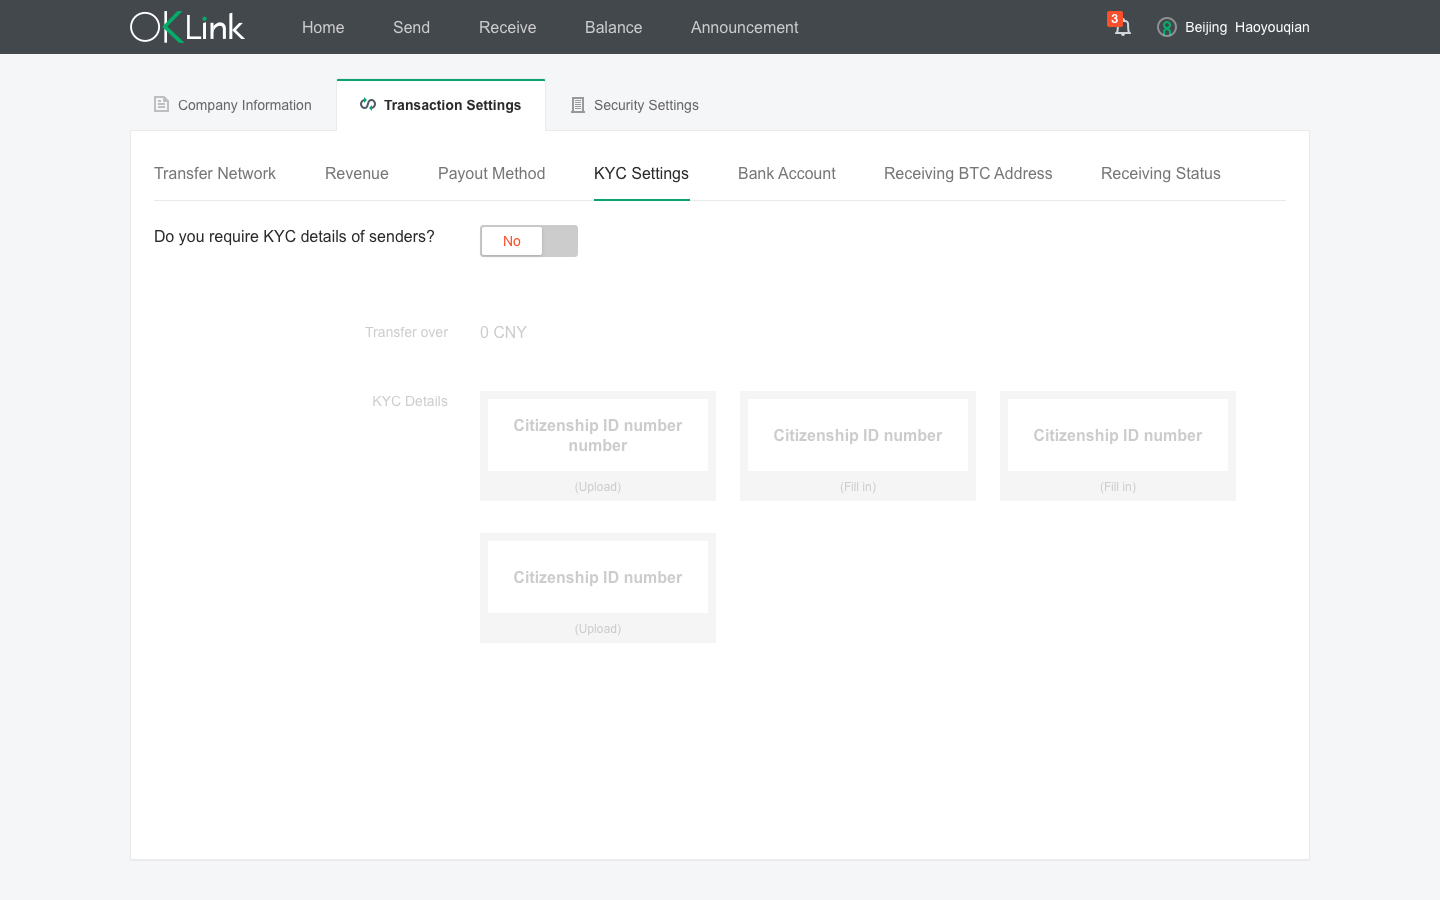 OKLink
Home
Send
Receive
Balance
Announcement
3
Beijing Haoyouqian
Company Information
Transaction Settings
Security Settings
Transfer Network
Revenue
Payout Method
KYC Settings
Bank Account
Receiving BTC Address
Receiving Status
Do you require KYC details of senders?
No
Transfer over
0 CNY
KYC Details
Citizenship ID number
number
(Upload)
Citizenship ID number
(Fill in)
Citizenship ID number
(Fill in)
Citizenship ID number
(Upload)